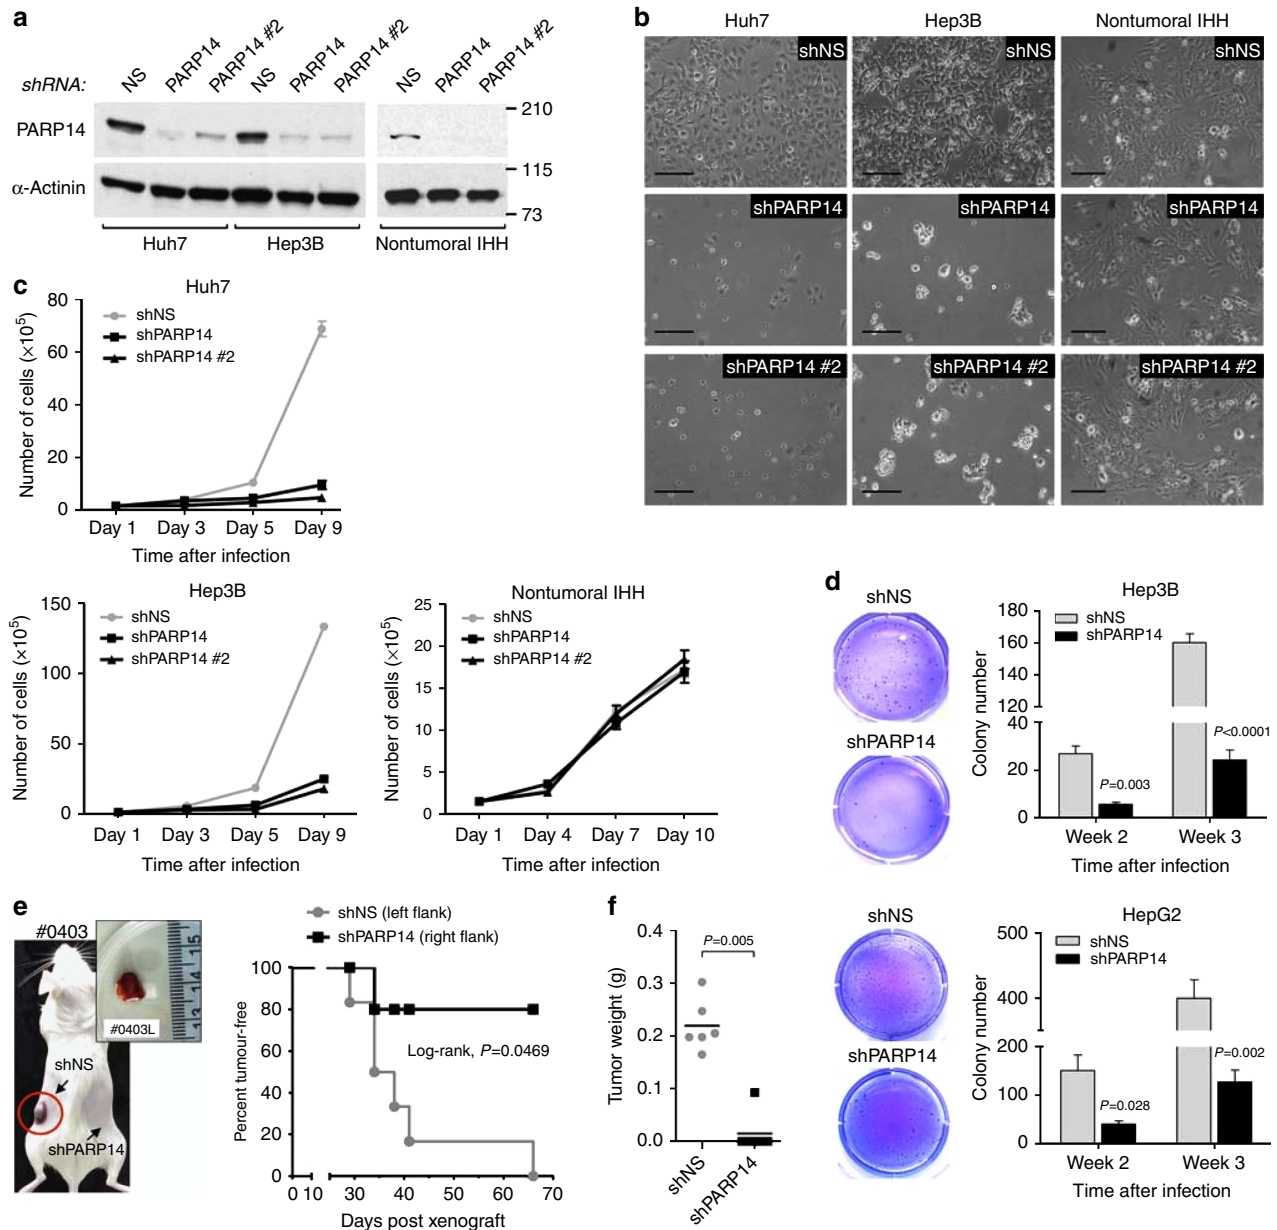 a
shRNA:
NS
PARP14
PARP14 #2
NS
PARP14
PARP14 #2
NS
PARP14
PARP14 #2
PARP14
α-Actinin
210
115
73
Huh7
Hep3B
Nontumoral IHH
b
Huh7
Hep3B
Nontumoral IHH
shNS
shNS
shNS
shPARP14
shPARP14
shPARP14
shPARP14 #2
shPARP14 #2
shPARP14 #2
c
Huh7
shNS
shPARP14
shPARP14 #2
Number of cells (×10⁵)
80
60
40
20
0
Day 1 Day 3 Day 5 Day 9
Time after infection
Hep3B
shNS
shPARP14
shPARP14 #2
Number of cells (×10⁵)
150
100
50
0
Day 1 Day 3 Day 5 Day 9
Time after infection
Nontumoral IHH
shNS
shPARP14
shPARP14 #2
Number of cells (×10⁵)
25
20
15
10
5
0
Day 1 Day 4 Day 7 Day 10
Time after infection
d
shNS
shPARP14
Hep3B
shNS
shPARP14
Colony number
180
160
140
120
40
20
0
P=0.003
P<0.0001
Week 2 Week 3
Time after infection
shNS
shPARP14
HepG2
shNS
shPARP14
Colony number
500
400
200
100
0
P=0.028
P=0.002
Week 2 Week 3
Time after infection
e
#0403
#0403L
13 14 15
shNS
shPARP14
shNS (left flank)
shPARP14 (right flank)
Percent tumour-free
100
80
60
40
20
0
Log-rank, P=0.0469
0 10 30 40 50 60 70
Days post xenograft
f
P=0.005
Tumor weight (g)
0.4
0.3
0.2
0.1
0.0
shNS
shPARP14